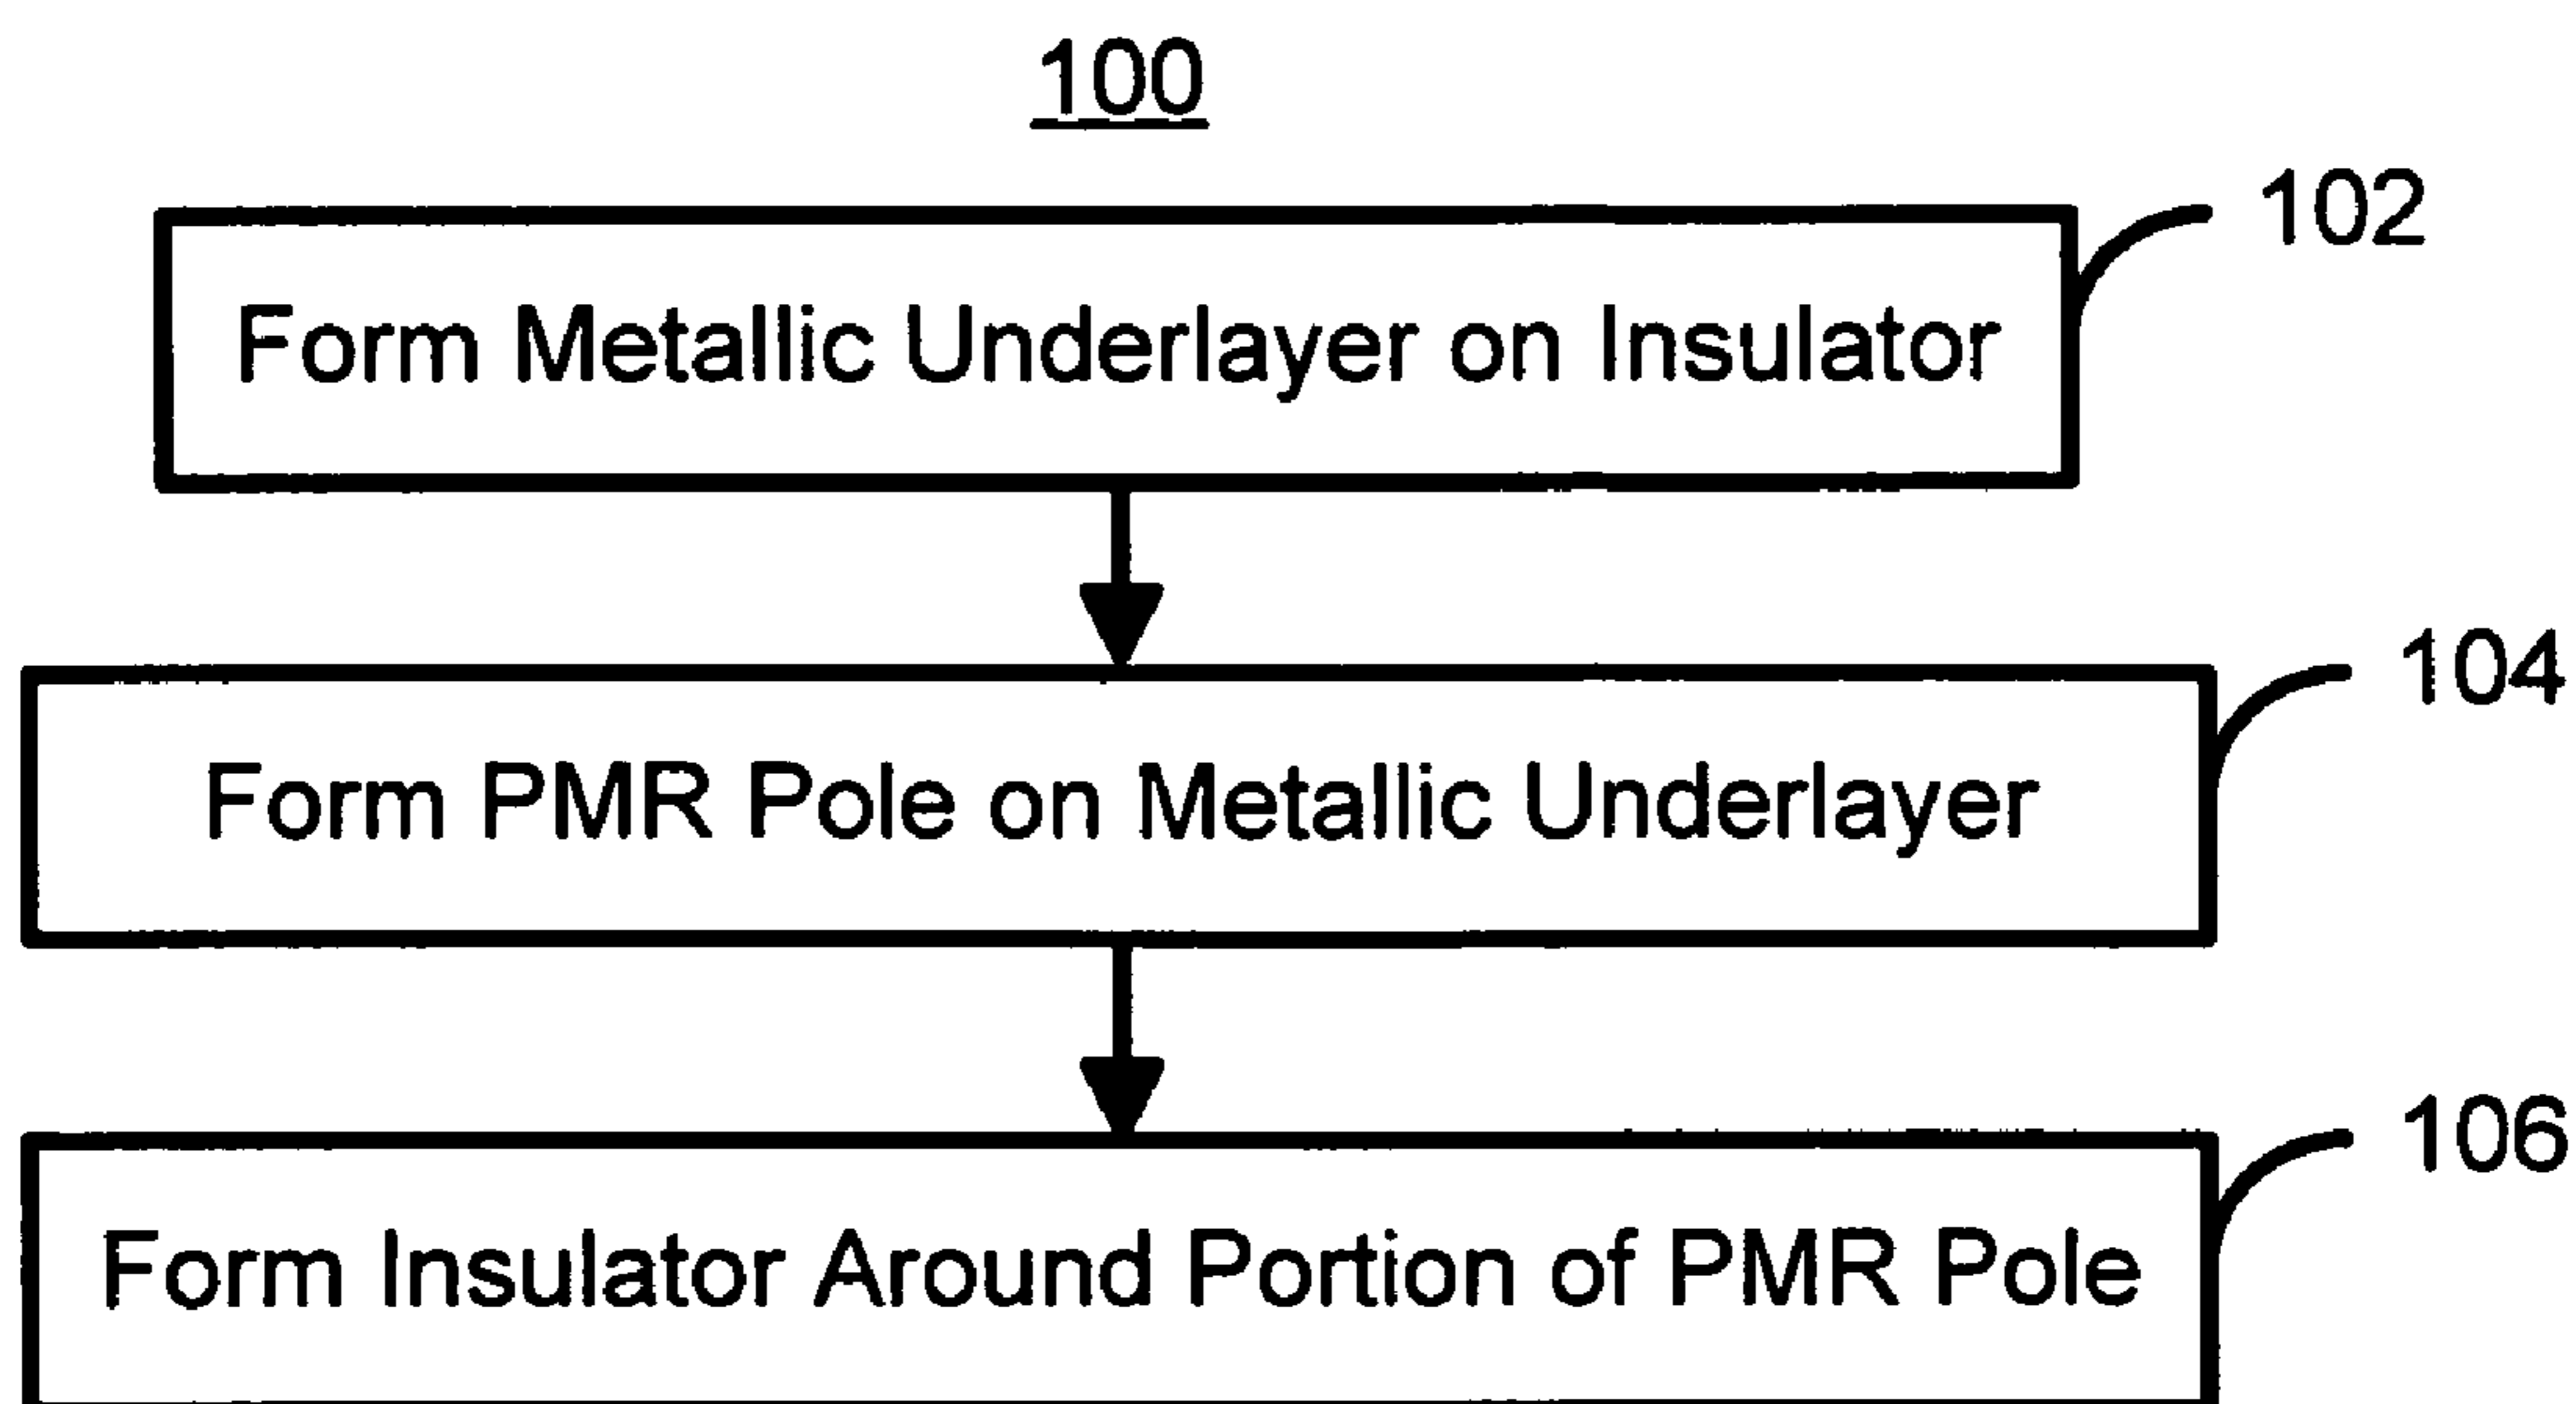 100
102
Form Metallic Underlayer on Insulator
104
Form PMR Pole on Metallic Underlayer
106
Form Insulator Around Portion of PMR Pole